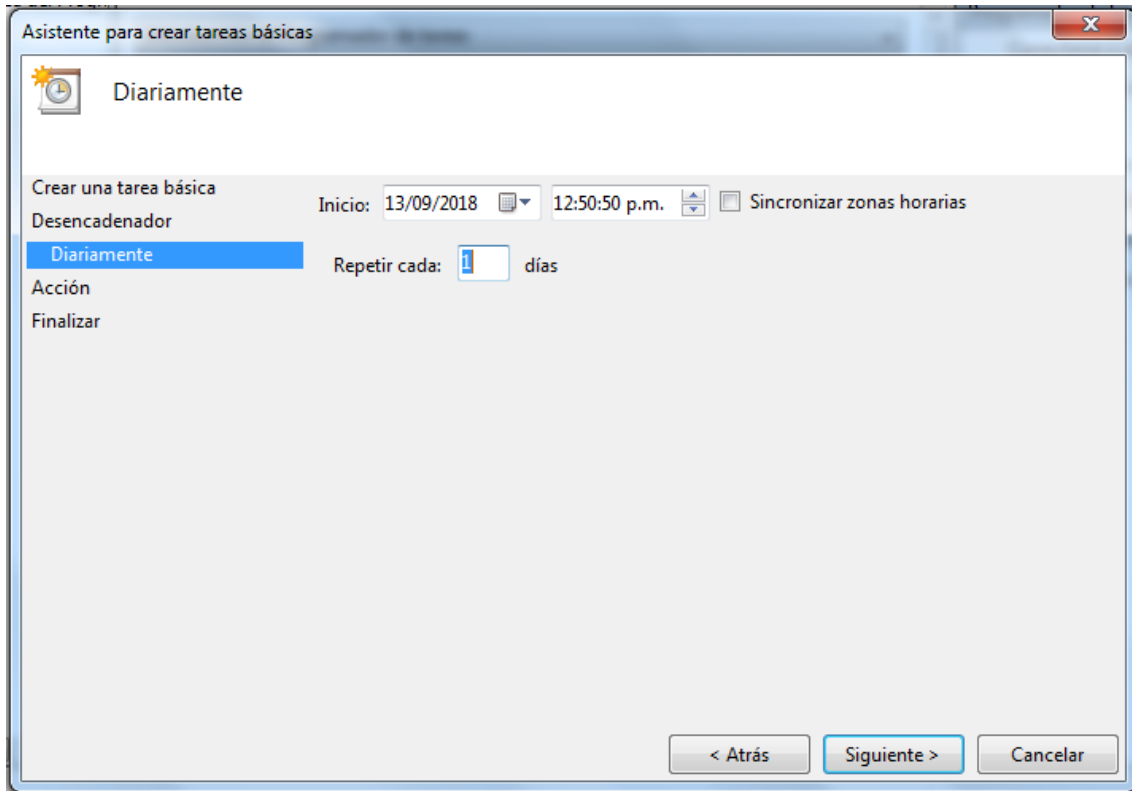 Asistente para crear tareas básicas
Diariamente
Crear una tarea básica
Desencadenador
Diariamente
Acción
Finalizar
Inicio: 13/09/2018 12:50:50 p.m. Sincronizar zonas horarias
Repetir cada: 1 días
< Atrás Siguiente > Cancelar